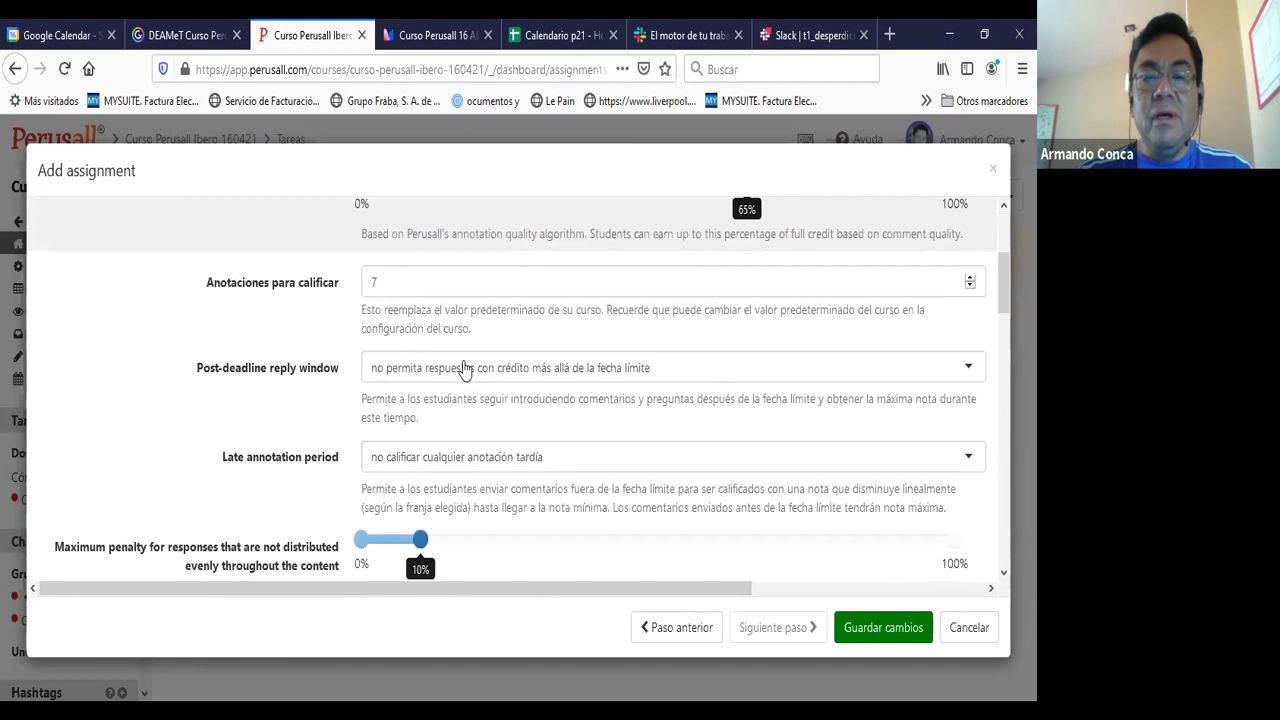 Google Calendar - S
DEAMeT Curso Per
Curso Perusall Iber
Curso Perusall 16 A
Calendario p21 - Ho
El motor de tu trab
Slack | t1_desperdic
https://app.perusall.com/courses/curso-perusall-ibero-160421/_/dashboard/assignments
Buscar
Más visitados
MYSUITE. Factura Elec...
Servicio de Facturació...
Grupo Fraba, S. A. de ...
ocumentos y
Le Pain
https://www.liverpool....
MYSUITE. Factura Elec...
Otros marcadores
Perusall®
Curso Perusall Ibero 160421
Tareas
Ayuda
Armando Conca
Armando Conca
Add assignment
Cu
0%
65%
100%
Based on Perusall's annotation quality algorithm. Students can earn up to this percentage of full credit based on comment quality.
Anotaciones para calificar
7
Esto reemplaza el valor predeterminado de su curso. Recuerde que puede cambiar el valor predeterminado del curso en la
configuración del curso.
Post-deadline reply window
no permita respuestas con crédito más allá de la fecha límite
Permite a los estudiantes seguir introduciendo comentarios y preguntas después de la fecha límite y obtener la máxima nota durante
este tiempo.
Tar
Do
Late annotation period
no calificar cualquier anotación tardía
Có
Permite a los estudiantes enviar comentarios fuera de la fecha límite para ser calificados con una nota que disminuye linealmente
(según la franja elegida) hasta llegar a la nota mínima. Los comentarios enviados antes de la fecha límite tendrán nota máxima.
Cha
Maximum penalty for responses that are not distributed
evenly throughout the content
0%
10%
100%
Gru
Paso anterior
Siguiente paso
Guardar cambios
Cancelar
Un
Hashtags